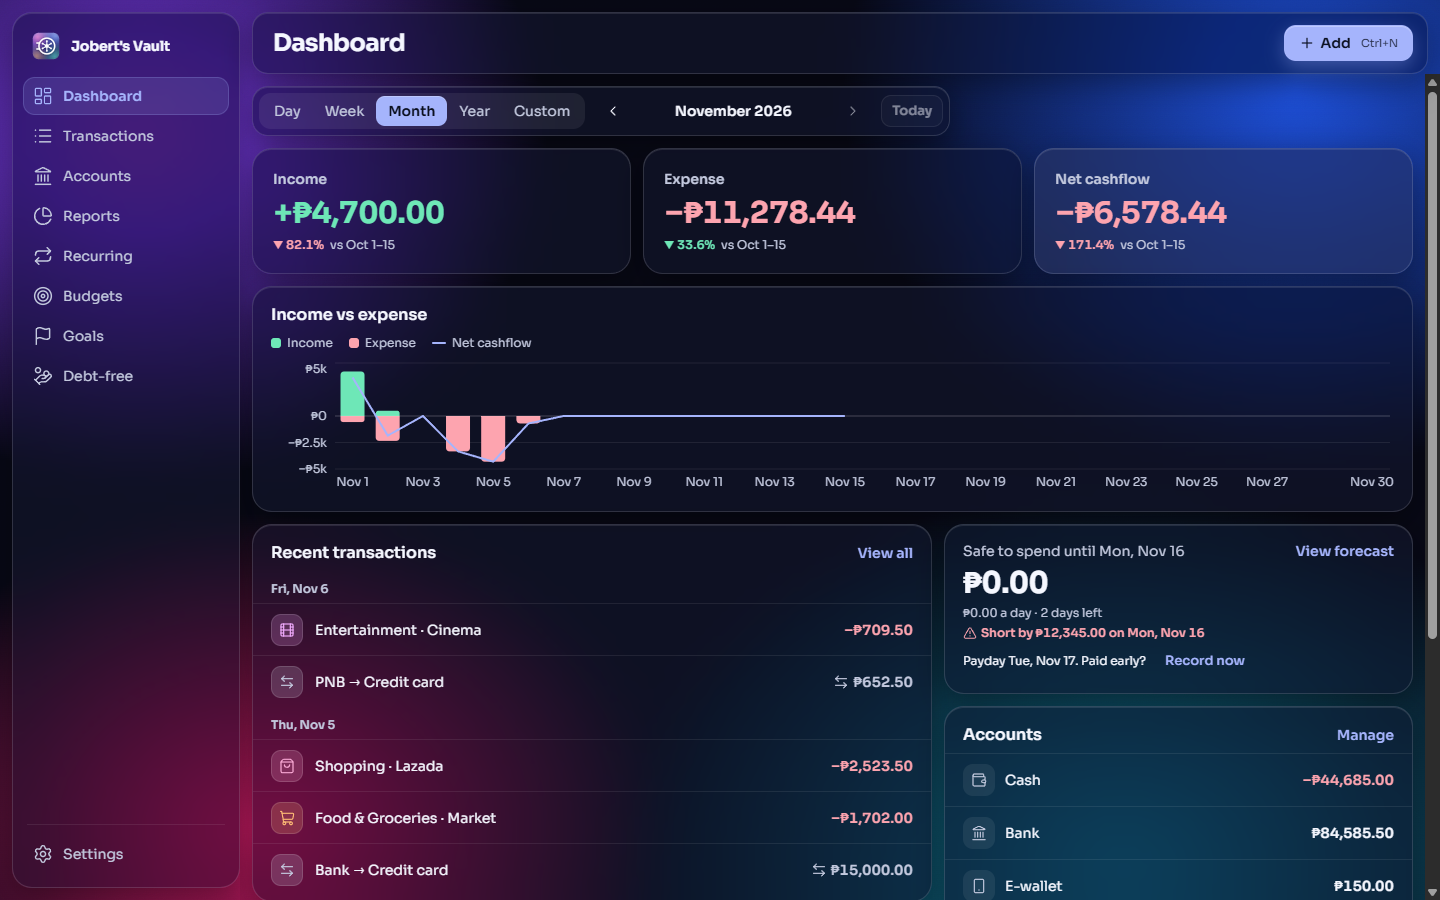 Jobert's Vault
Dashboard
Transactions
Accounts
Reports
Recurring
Budgets
Goals
Debt-free
Settings
Dashboard
+ Add Ctrl+N
Day Week Month Year Custom
November 2026
Today
Income
+₱4,700.00
▼ 82.1% vs Oct 1–15
Expense
−₱11,278.44
▼ 33.6% vs Oct 1–15
Net cashflow
−₱6,578.44
▼ 171.4% vs Oct 1–15
Income vs expense
Income Expense Net cashflow
₱5k
₱0
−₱2.5k
−₱5k
Nov 1 Nov 3 Nov 5 Nov 7 Nov 9 Nov 11 Nov 13 Nov 15 Nov 17 Nov 19 Nov 21 Nov 23 Nov 25 Nov 27 Nov 30
Recent transactions View all
Fri, Nov 6
Entertainment · Cinema −₱709.50
PNB → Credit card ₱652.50
Thu, Nov 5
Shopping · Lazada −₱2,523.50
Food & Groceries · Market −₱1,702.00
Bank → Credit card ₱15,000.00
Safe to spend until Mon, Nov 16 View forecast
₱0.00
₱0.00 a day · 2 days left
Short by ₱12,345.00 on Mon, Nov 16
Payday Tue, Nov 17. Paid early? Record now
Accounts Manage
Cash −₱44,685.00
Bank ₱84,585.50
E-wallet ₱150.00